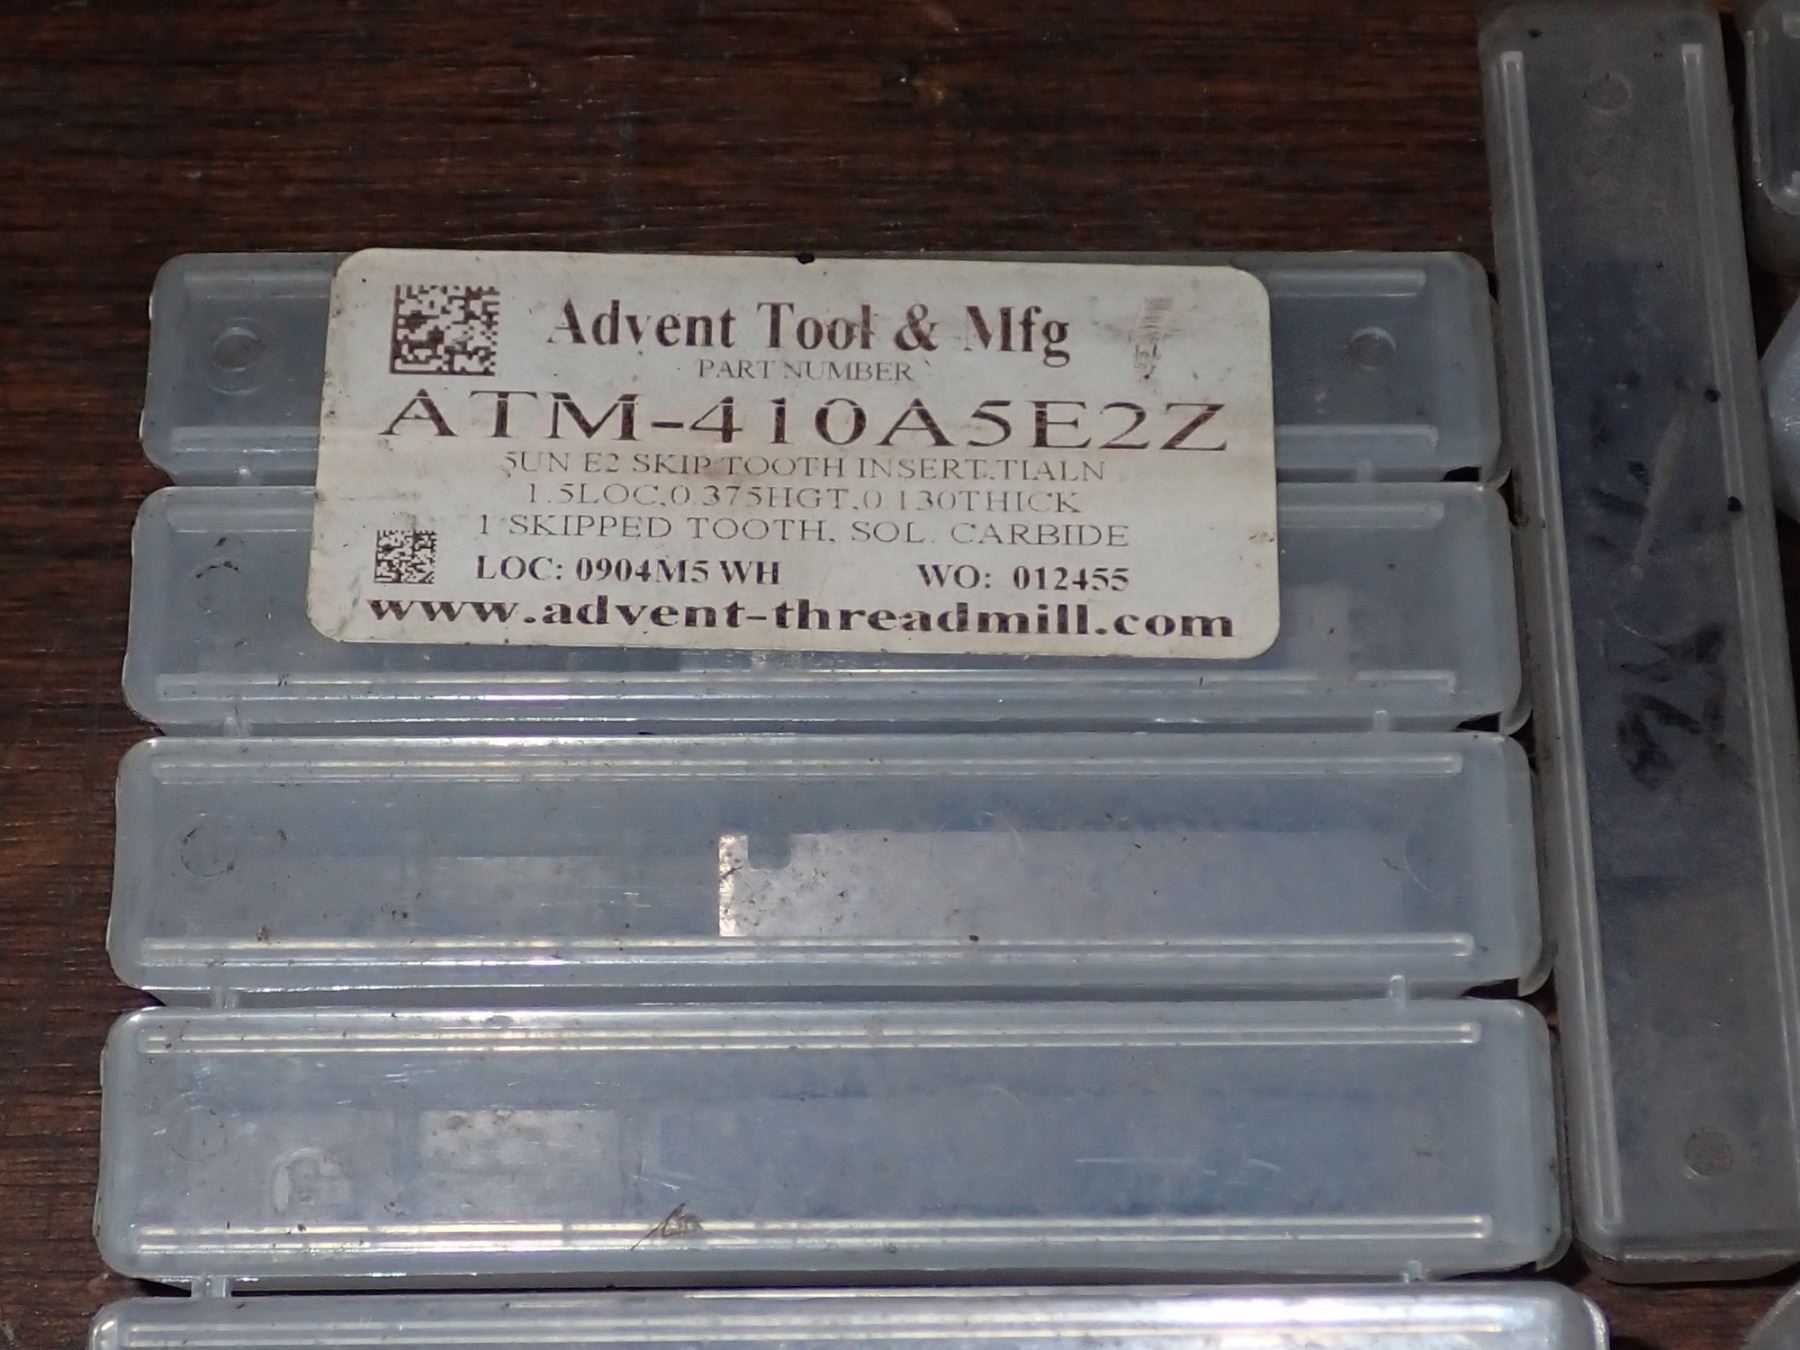 Advent Tool & Mfg
PART NUMBER
ATM-410A5E2Z
5UN E2 SKIP TOOTH INSERT,TIALN
1.5LOC,0.375HGT,0.130THICK
1 SKIPPED TOOTH, SOL. CARBIDE
LOC: 0904M5 WH WO: 012455
www.advent-threadmill.com